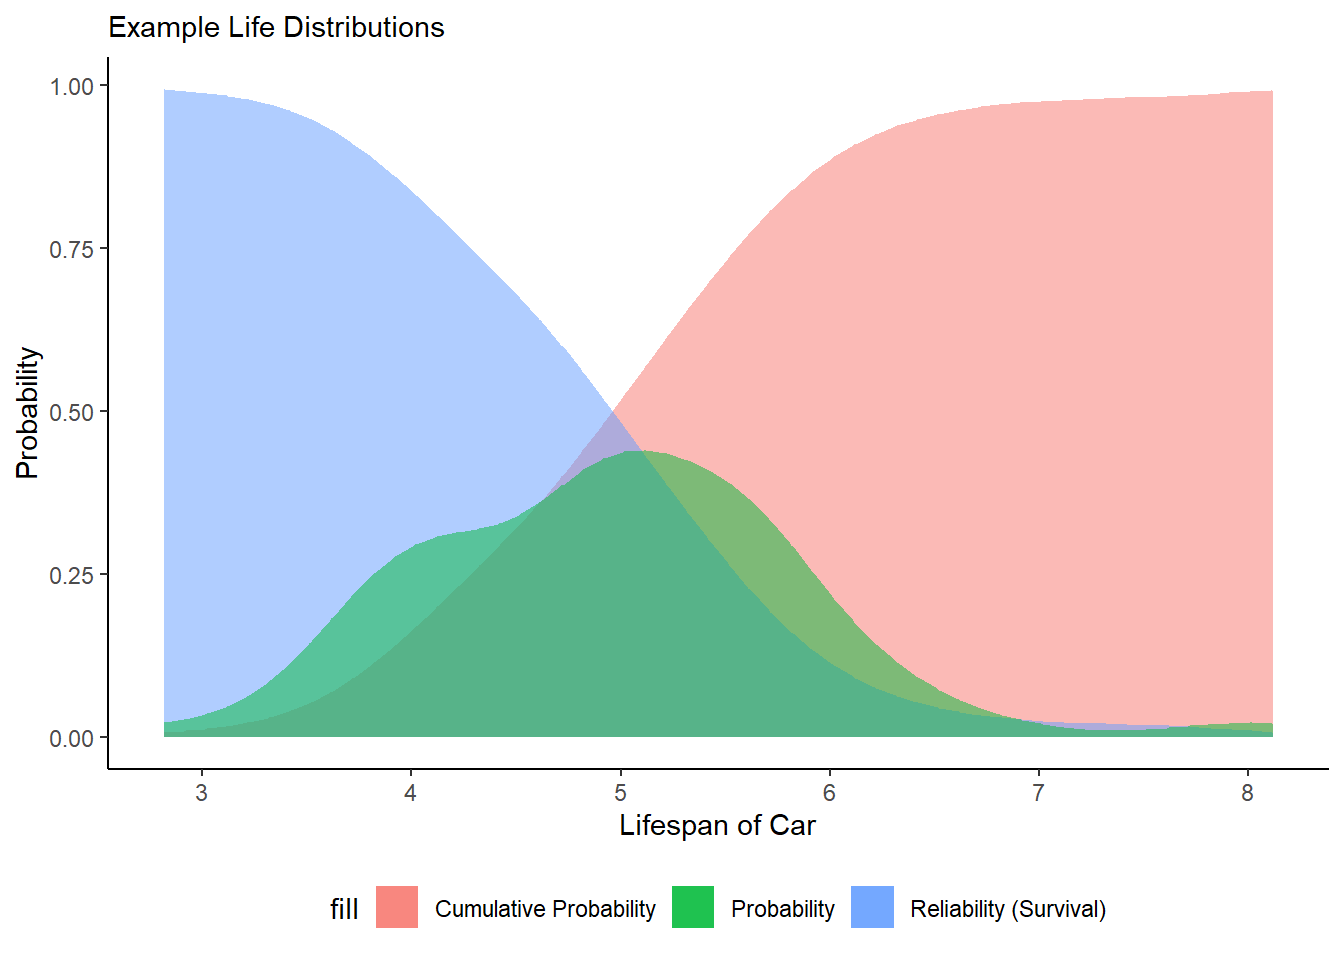 Example Life Distributions
1.00
0.75
0.50
0.25
0.00
Probability
3 4 5 6 7 8
Lifespan of Car
fill Cumulative Probability Probability Reliability (Survival)